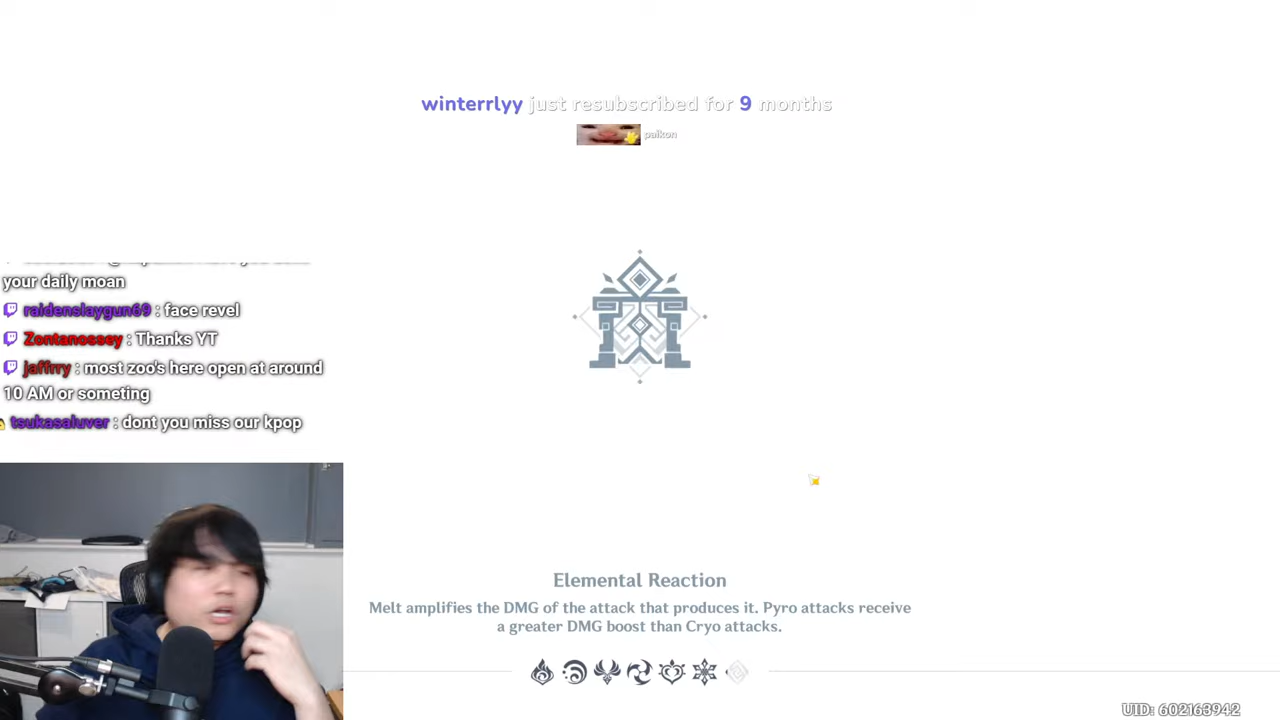 winterrlyy just resubscribed for 9 months
palkon
your daily moan
raidenslaygun69 : face revel
Zontanossey : Thanks YT
jaffrry : most zoo's here open at around
10 AM or someting
tsukasaluver : dont you miss our kpop
Elemental Reaction
Melt amplifies the DMG of the attack that produces it. Pyro attacks receive
a greater DMG boost than Cryo attacks.
UID: 602163942